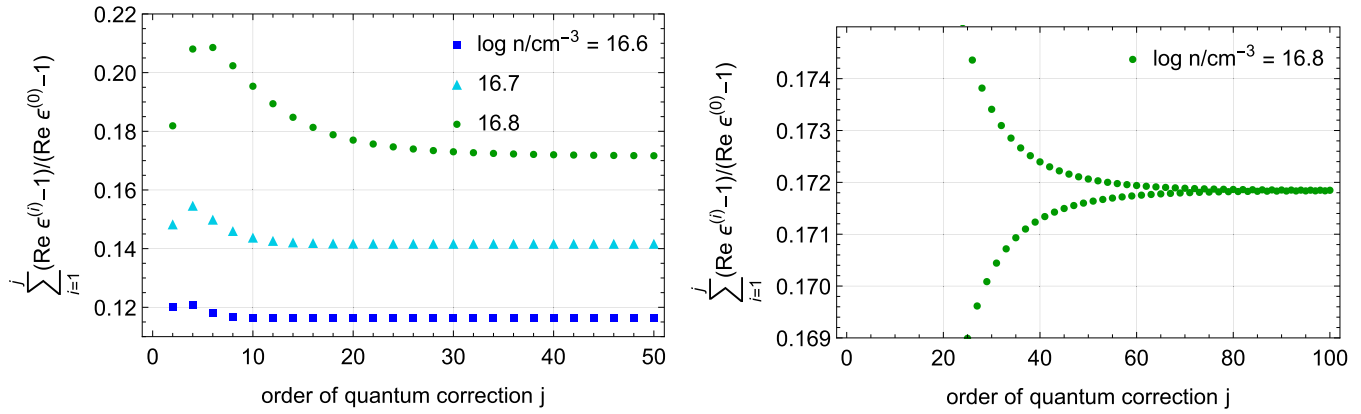 0.22
0.20
0.18
0.16
0.14
0.12
0 10 20 30 40 50
order of quantum correction j
∑_{i=1}^{j}(Re ϵ^{(i)}−1)/(Re ϵ^{(0)}−1)
log n/cm⁻³ = 16.6
16.7
16.8
0.174
0.173
0.172
0.171
0.170
0.169
0 20 40 60 80 100
order of quantum correction j
∑_{i=1}^{j}(Re ϵ^{(i)}−1)/(Re ϵ^{(0)}−1)
log n/cm⁻³ = 16.8